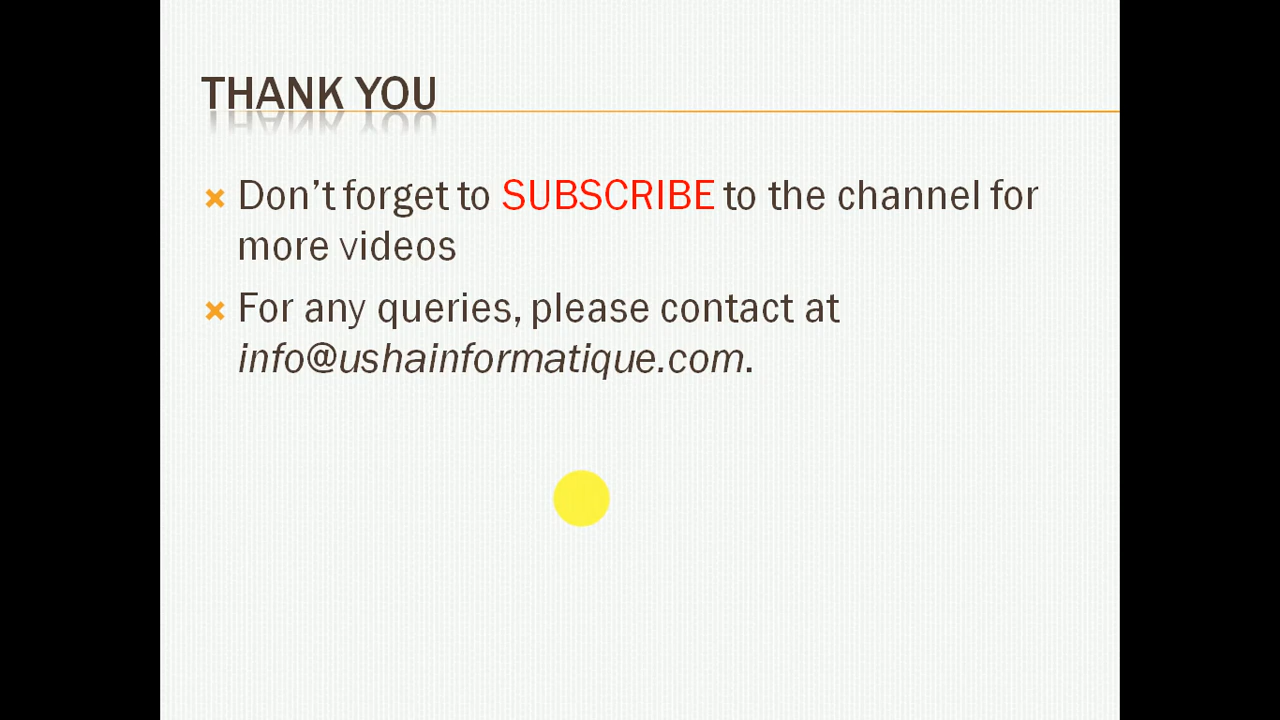 THANK YOU
Don’t forget to SUBSCRIBE to the channel for
more videos
For any queries, please contact at
info@ushainformatique.com.